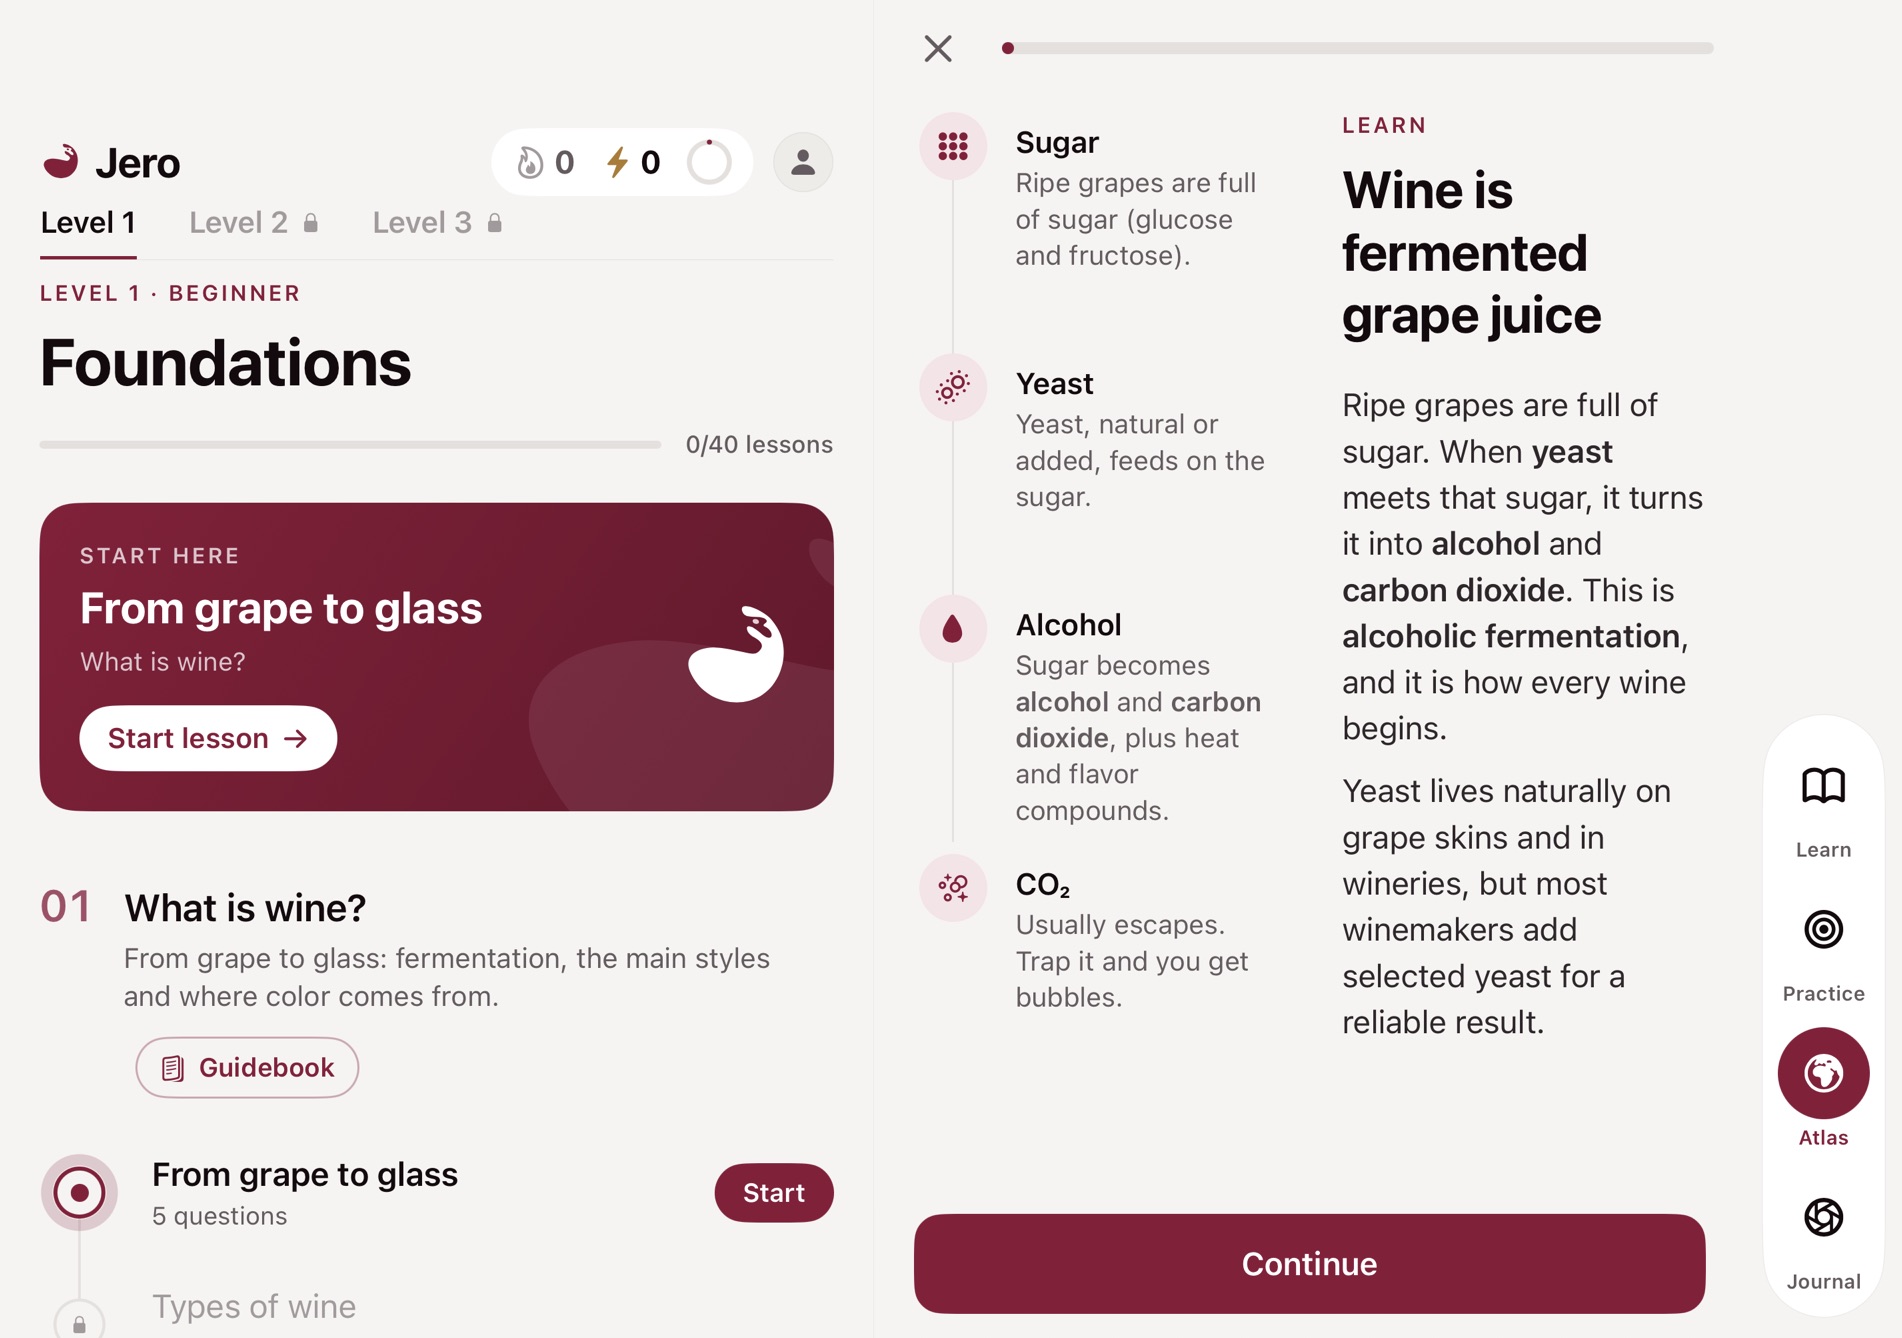 Jero
0
0
Level 1
Level 2
Level 3
LEVEL 1 · BEGINNER
Foundations
0/40 lessons
START HERE
From grape to glass
What is wine?
Start lesson →
01
What is wine?
From grape to glass: fermentation, the main styles
and where color comes from.
Guidebook
From grape to glass
5 questions
Start
Types of wine
Sugar
Ripe grapes are full
of sugar (glucose
and fructose).
Yeast
Yeast, natural or
added, feeds on the
sugar.
Alcohol
Sugar becomes
alcohol and carbon
dioxide, plus heat
and flavor
compounds.
CO₂
Usually escapes.
Trap it and you get
bubbles.
LEARN
Wine is
fermented
grape juice
Ripe grapes are full of
sugar. When yeast
meets that sugar, it turns
it into alcohol and
carbon dioxide. This is
alcoholic fermentation,
and it is how every wine
begins.
Yeast lives naturally on
grape skins and in
wineries, but most
winemakers add
selected yeast for a
reliable result.
Continue
Learn
Practice
Atlas
Journal